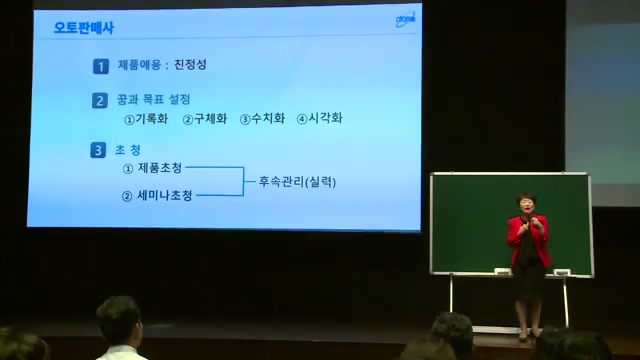 오토판매사
atomy
1 제품애용 : 진정성
2 꿈과 목표 설정
①기록화 ②구체화 ③수치화 ④시각화
3 초 청
① 제품초청
후속관리(실력)
② 세미나초청